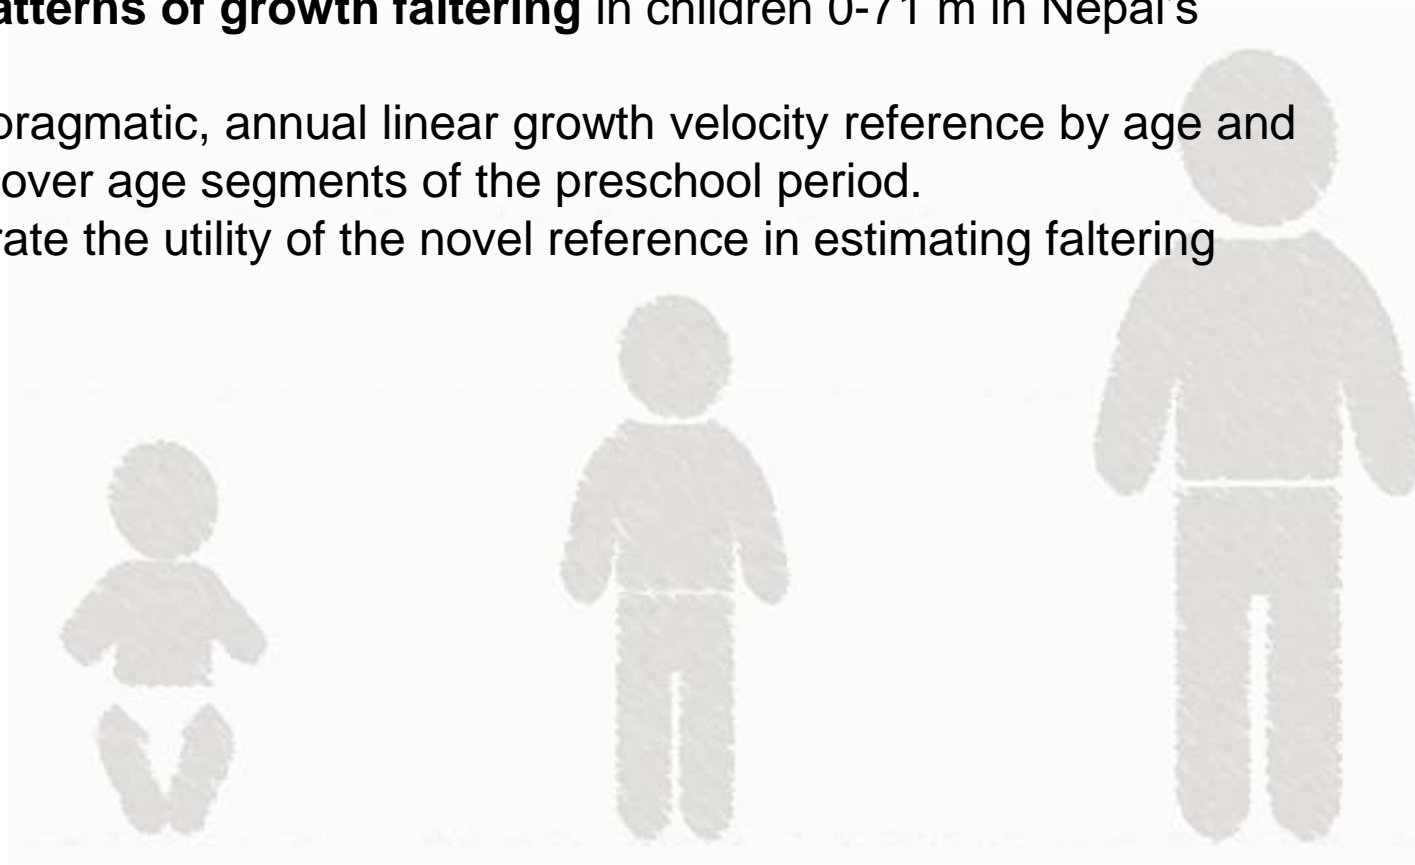 atterns of growth faltering in children 0-71 m in Nepal's
pragmatic, annual linear growth velocity reference by age and
over age segments of the preschool period.
rate the utility of the novel reference in estimating faltering